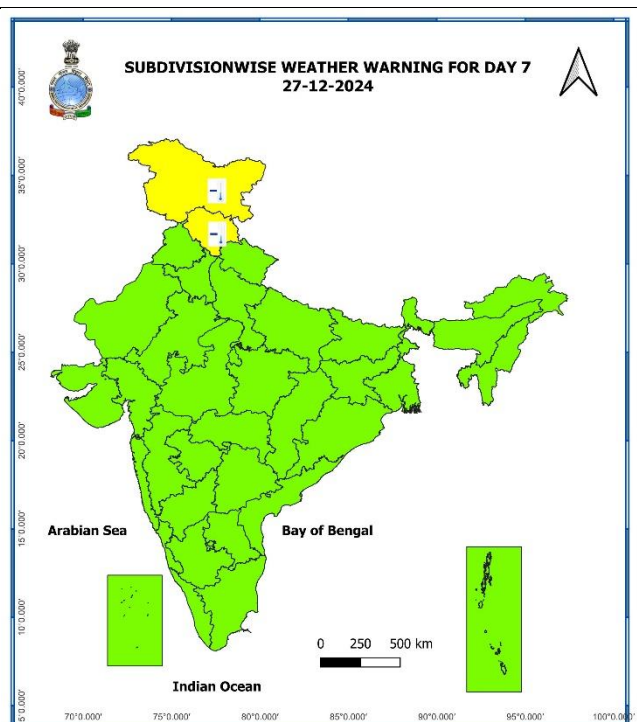 SUBDIVISIONWISE WEATHER WARNING FOR DAY 7
27-12-2024
40°0.000'
35°0.000'
30°0.000'
25°0.000'
20°0.000'
15°0.000'
10°0.000'
5°0.000'
Arabian Sea
Bay of Bengal
0 250 500 km
Indian Ocean
70°0.000' 75°0.000' 80°0.000' 85°0.000' 90°0.000' 95°0.000' 100°0.000'